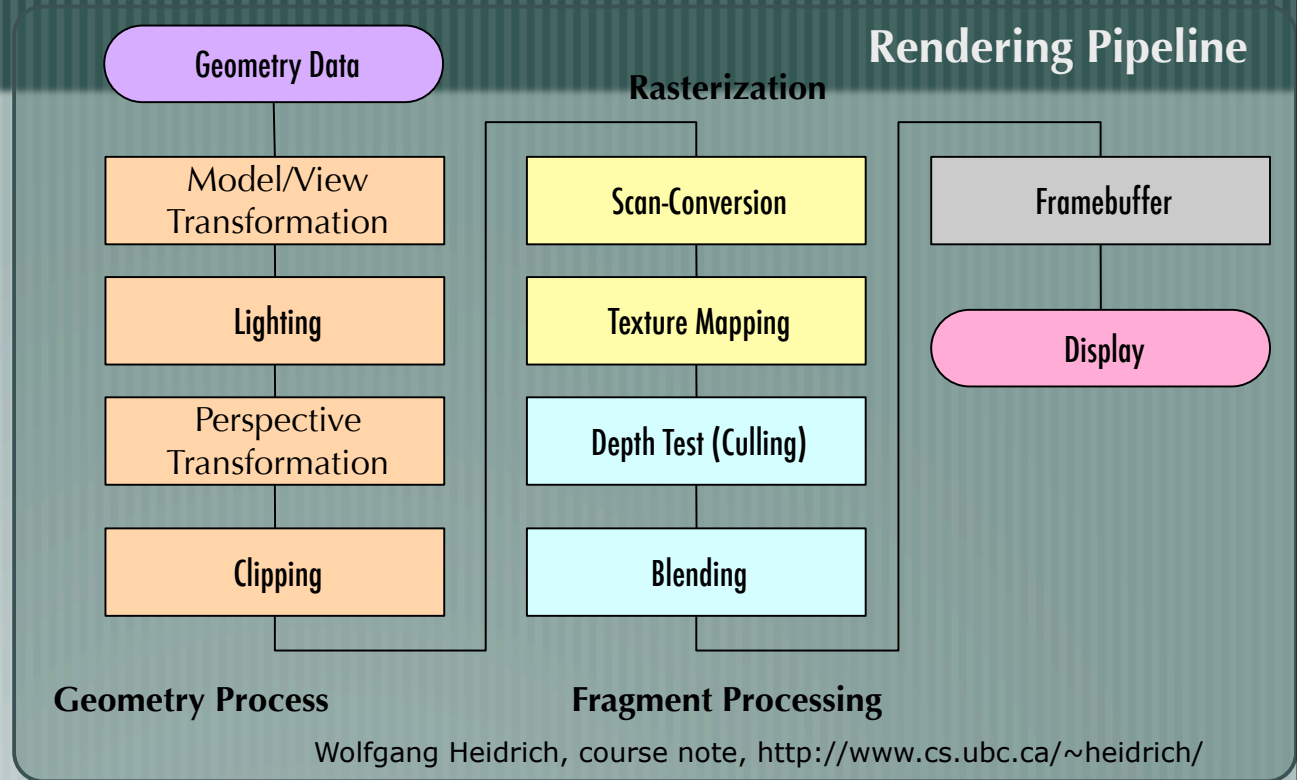 Rendering Pipeline
Geometry Data
Model/View
Transformation
Lighting
Perspective
Transformation
Clipping
Geometry Process
Rasterization
Scan-Conversion
Texture Mapping
Depth Test (Culling)
Blending
Fragment Processing
Framebuffer
Display
Wolfgang Heidrich, course note, http://www.cs.ubc.ca/~heidrich/